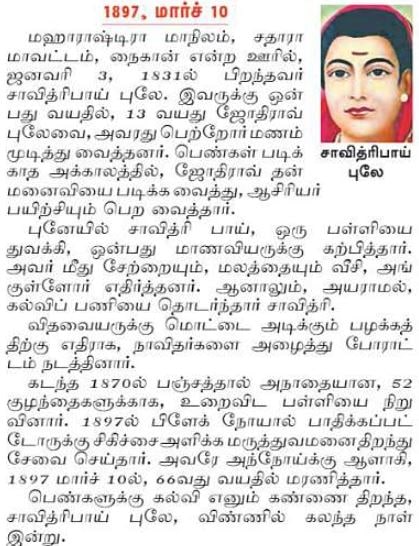 1897, மார்ச் 10
மஹாராஷ்டிரா மாநிலம், சதாரா
மாவட்டம், நைகான் என்ற ஊரில்,
ஜனவரி 3, 1831ல் பிறந்தவர்
சாவித்ரிபாய் புலே. இவருக்கு ஒன்
பது வயதில், 13 வயது ஜோதிராவ்
புலேவை, அவரது பெற்றோர் மணம்
முடித்து வைத்தனர். பெண்கள் படிக்
காத அக்காலத்தில், ஜோதிராவ் தன்
மனைவியை படிக்க வைத்து, ஆசிரியர்
பயிற்சியும் பெற வைத்தார்.
சாவித்ரிபாய்
புலே
புனேயில் சாவித்ரி பாய், ஒரு பள்ளியை
துவக்கி, ஒன்பது மாணவியருக்கு கற்பித்தார்.
அவர் மீது சேற்றையும், மலத்தையும் வீசி, அங்
குள்ளோர் எதிர்த்தனர். ஆனாலும், அயராமல்,
கல்விப் பணியை தொடர்ந்தார் சாவித்ரி.
விதவையருக்கு மொட்டை அடிக்கும் பழக்கத்
திற்கு எதிராக, நாவிதர்களை அழைத்து போராட்
டம் நடத்தினார்.
கடந்த 1870ல் பஞ்சத்தால் அநாதையான, 52
குழந்தைகளுக்காக, உறைவிட பள்ளியை நிறு
வினார். 1897ல் பிளேக் நோயால் பாதிக்கப்பட்
டோருக்கு சிகிச்சை அளிக்க மருத்துவமனை திறந்து
சேவை செய்தார். அவரே அந்நோய்க்கு ஆளாகி,
1897 மார்ச் 10ல், 66வது வயதில் மரணித்தார்.
பெண்களுக்கு கல்வி எனும் கண்ணை திறந்த,
சாவித்ரிபாய் புலே, விண்ணில் கலந்த நாள்
இன்று.